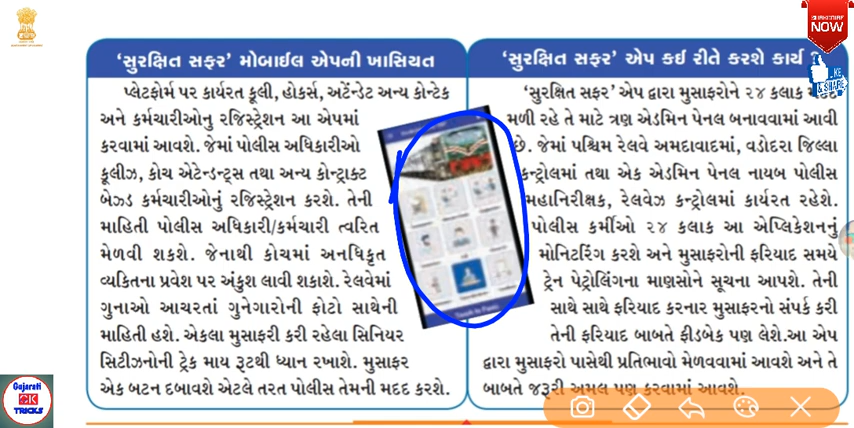 SUBSCRIBE
NOW
LIKE
& SHARE
‘સુરક્ષિત સફર’ મોબાઈલ એપની ખાસિયત
પ્લેટફોર્મ પર કાર્યરત કૂલી, હોકર્સ, અટેંન્ડેટ અન્ય કોન્ટેક
અને કર્મચારીઓનુ રજિસ્ટ્રેશન આ એપમાં
કરવામાં આવશે. જેમાં પોલીસ અધિકારીઓ
કૂલીઝ, કોચ એટેન્ડન્ટ્સ તથા અન્ય કોન્ટ્રાક્ટ
બેઝ્ડ કર્મચારીઓનું રજિસ્ટ્રેશન કરશે. તેની
માહિતી પોલીસ અધિકારી/કર્મચારી ત્વરિત
મેળવી શકશે. જેનાથી કોચમાં અનધિકૃત
વ્યકિતના પ્રવેશ પર અંકુશ લાવી શકાશે. રેલવેમાં
ગુનાઓ આચરતાં ગુનેગારોની ફોટો સાથેની
માહિતી હશે. એકલા મુસાફરી કરી રહેલા સિનિયર
સિટીઝનોની ટ્રેક માય રૂટથી ધ્યાન રખાશે. મુસાફર
એક બટન દબાવશે એટલે તરત પોલીસ તેમની મદદ કરશે.
‘સુરક્ષિત સફર’ એપ કઈ રીતે કરશે કાર્ય
‘સુરક્ષિત સફર’ એપ દ્વારા મુસાફરોને ૨૪ કલાક
મળી રહે તે માટે ત્રણ એડમિન પેનલ બનાવવામાં આવી
છે. જેમાં પશ્ચિમ રેલવે અમદાવાદમાં, વડોદરા જિલ્લા
કન્ટ્રોલમાં તથા એક એડમિન પેનલ નાયબ પોલીસ
મહાનિરીક્ષક, રેલવેઝ કન્ટ્રોલમાં કાર્યરત રહેશે.
પોલીસ કર્મીઓ ૨૪ કલાક આ એપ્લિકેશનનું
મોનિટરિંગ કરશે અને મુસાફરોની ફરિયાદ સમયે
ટ્રેન પેટ્રોલિંગના માણસોને સૂચના આપશે. તેની
સાથે સાથે ફરિયાદ કરનાર મુસાફરનો સંપર્ક કરી
તેની ફરિયાદ બાબતે ફીડબેક પણ લેશે.આ એપ
દ્વારા મુસાફરો પાસેથી પ્રતિભાવો મેળવવામાં આવશે અને તે
બાબતે જરૂરી અમલ પણ કરવામાં આવશે.
Gujarati
GK
TRICKS